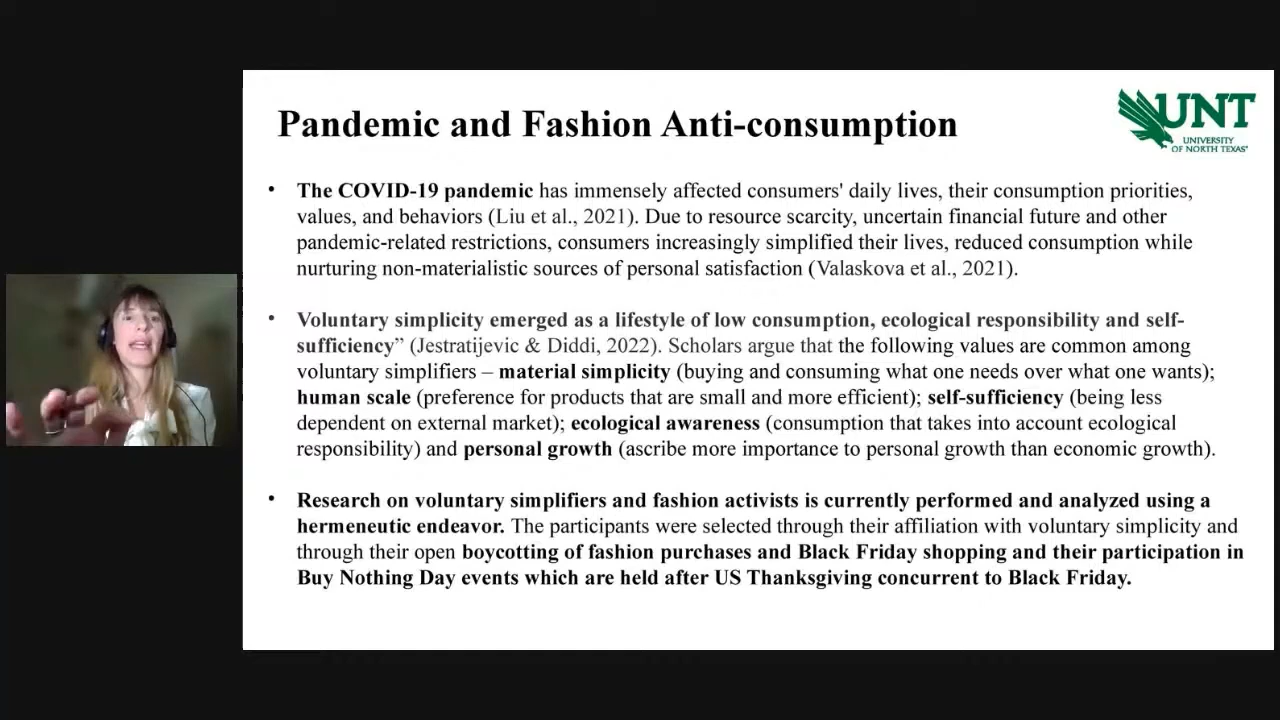 Pandemic and Fashion Anti-consumption
UNT
UNIVERSITY
OF NORTH TEXAS®
• The COVID-19 pandemic has immensely affected consumers' daily lives, their consumption priorities,
values, and behaviors (Liu et al., 2021). Due to resource scarcity, uncertain financial future and other
pandemic-related restrictions, consumers increasingly simplified their lives, reduced consumption while
nurturing non-materialistic sources of personal satisfaction (Valaskova et al., 2021).
• Voluntary simplicity emerged as a lifestyle of low consumption, ecological responsibility and self-
sufficiency” (Jestratijevic & Diddi, 2022). Scholars argue that the following values are common among
voluntary simplifiers – material simplicity (buying and consuming what one needs over what one wants);
human scale (preference for products that are small and more efficient); self-sufficiency (being less
dependent on external market); ecological awareness (consumption that takes into account ecological
responsibility) and personal growth (ascribe more importance to personal growth than economic growth).
• Research on voluntary simplifiers and fashion activists is currently performed and analyzed using a
hermeneutic endeavor. The participants were selected through their affiliation with voluntary simplicity and
through their open boycotting of fashion purchases and Black Friday shopping and their participation in
Buy Nothing Day events which are held after US Thanksgiving concurrent to Black Friday.